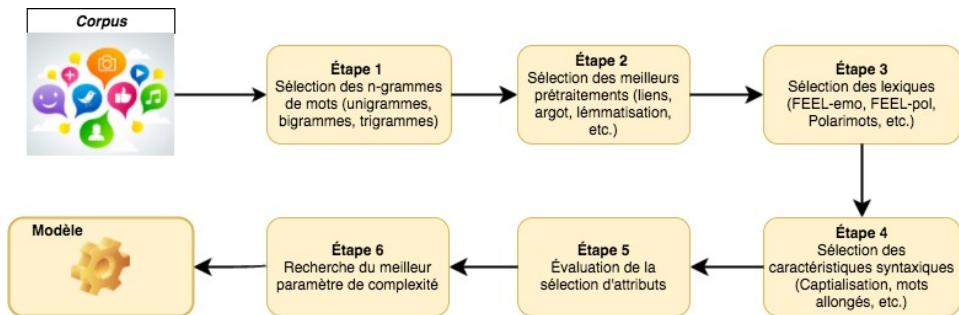 Corpus
Étape 1
Sélection des n-grammes
de mots (unigrammes,
bigrammes, trigrammes)
Étape 2
Sélection des meilleurs
prétraitements (liens,
argot, lémmatisation,
etc.)
Étape 3
Sélection des lexiques
(FEEL-emo, FEEL-pol,
Polarimots, etc.)
Étape 4
Sélection des
caractéristiques syntaxiques
(Captialisation, mots
allongés, etc.)
Étape 5
Évaluation de la
sélection d'attributs
Étape 6
Recherche du meilleur
paramètre de complexité
Modèle